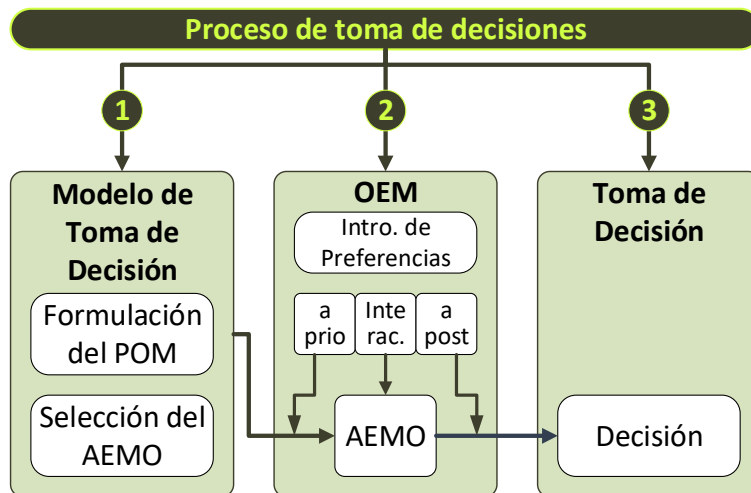 Proceso de toma de decisiones
1
2
3
Modelo de
Toma de
Decisión
Formulación
del POM
Selección del
AEMO
OEM
Intro. de
Preferencias
a
prio
Inte
rac.
a
post
AEMO
Toma de
Decisión
Decisión